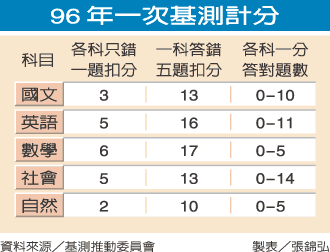 96 年一次基測計分
科目 各科只錯一題扣分 一科答錯五題扣分 各科一分答對題數
國文 3 13 0-10
英語 5 16 0-11
數學 6 17 0-5
社會 5 13 0-14
自然 2 10 0-5
資料來源／基測推動委員會 製表／張錦弘